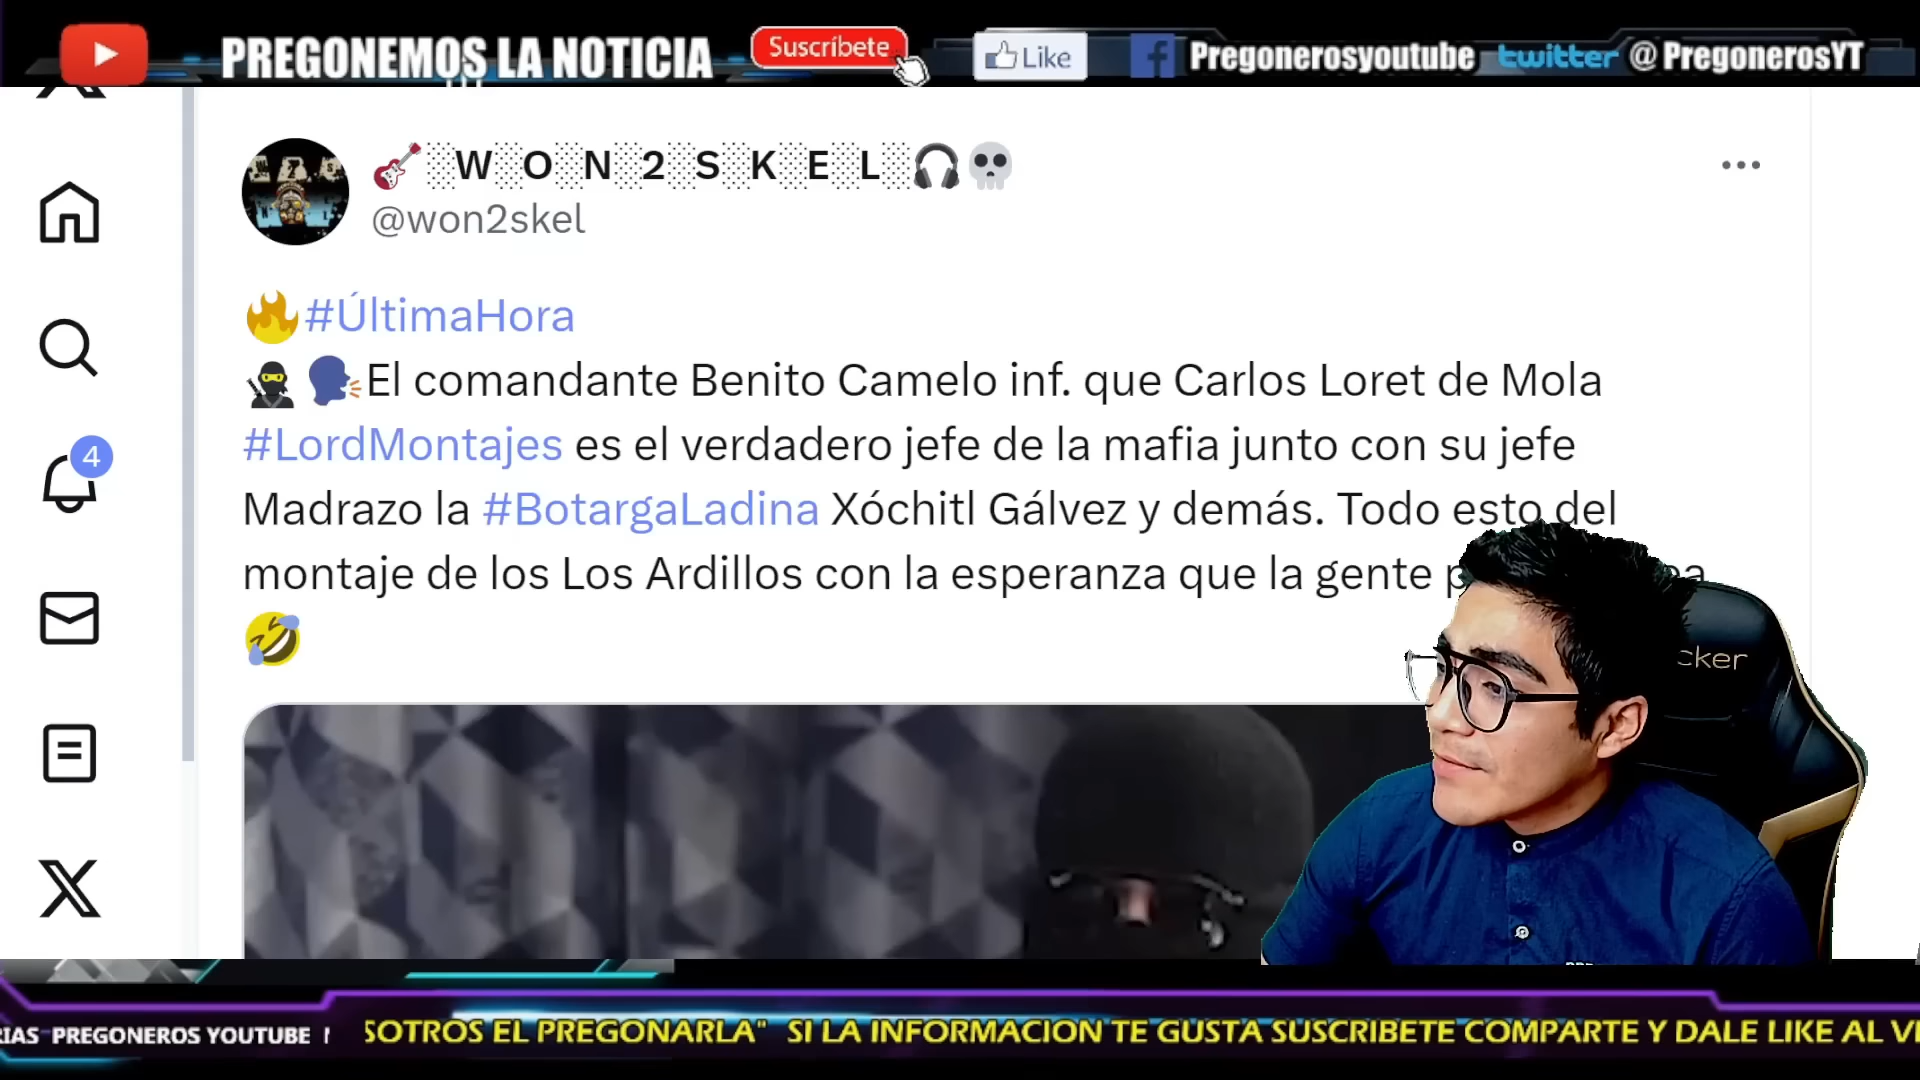 PREGONEMOS LA NOTICIA Suscríbete Like Pregonerosyoutube twitter @PregonerosYT
W O N 2 S K E L
@won2skel
#ÚltimaHora
El comandante Benito Camelo inf. que Carlos Loret de Mola
#LordMontajes es el verdadero jefe de la mafia junto con su jefe
Madrazo la #BotargaLadina Xóchitl Gálvez y demás. Todo esto del
montaje de los Los Ardillos con la esperanza que la gente
4
cker
PREGONEROS YOUTUBE
EL PREGONARLA" SI LA INFORMACION TE GUSTA SUSCRIBETE COMPARTE Y DALE LIKE AL